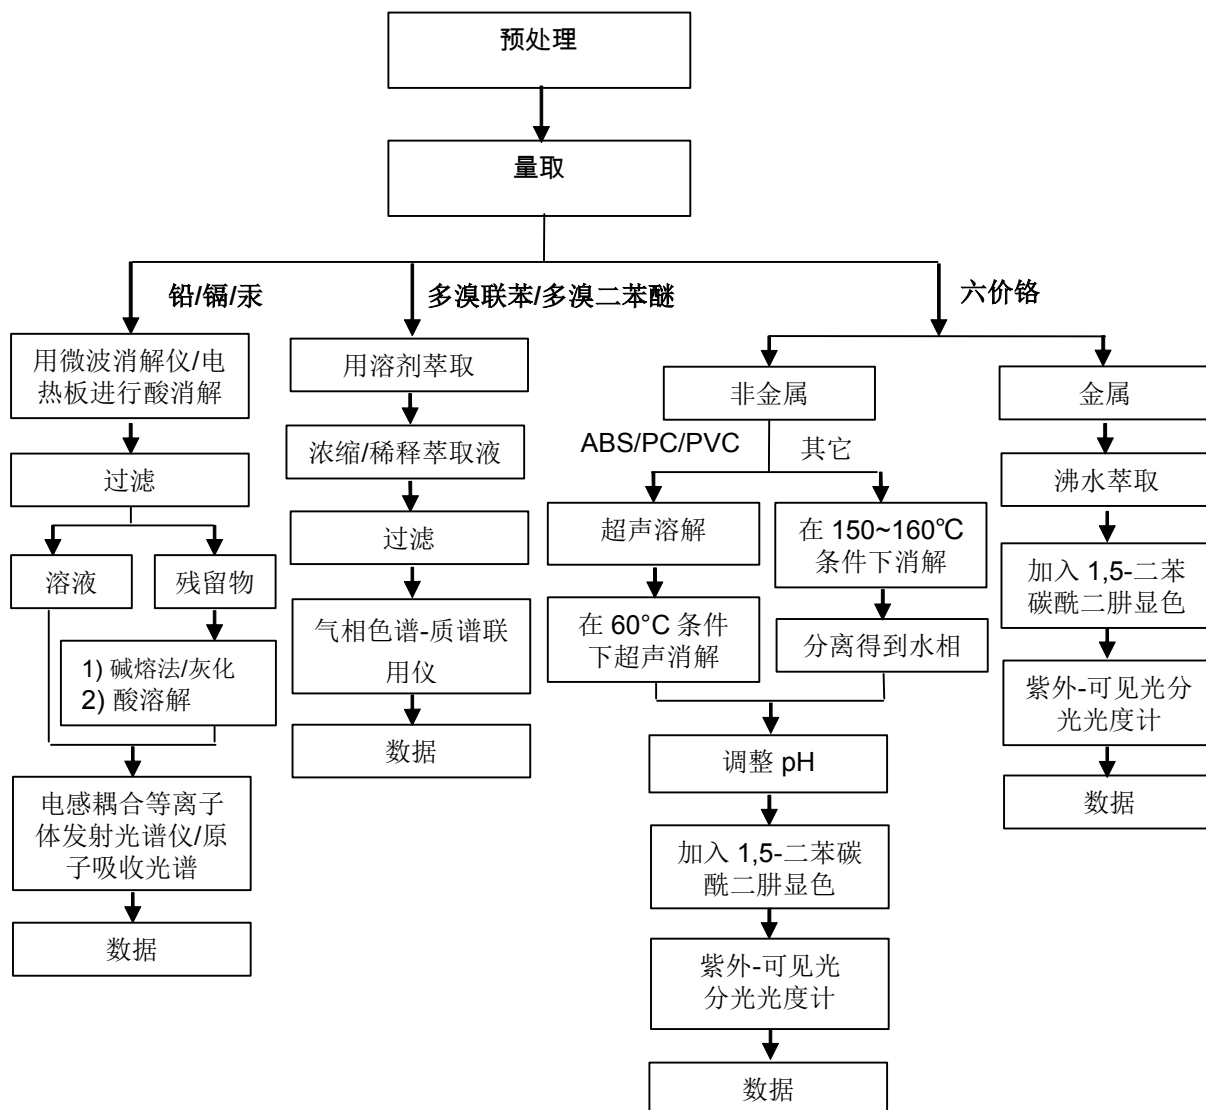 预处理
量取
铅/镉/汞
多溴联苯/多溴二苯醚
六价铬
用微波消解仪/电
热板进行酸消解
过滤
溶液
残留物
1) 碱熔法/灰化
2) 酸溶解
电感耦合等离子
体发射光谱仪/原
子吸收光谱
数据
用溶剂萃取
浓缩/稀释萃取液
过滤
气相色谱-质谱联
用仪
数据
非金属
ABS/PC/PVC
其它
超声溶解
在 60°C 条件
下超声消解
在 150~160℃
条件下消解
分离得到水相
调整 pH
加入 1,5-二苯碳
酰二肼显色
紫外-可见光
分光光度计
数据
金属
沸水萃取
加入 1,5-二苯
碳酰二肼显色
紫外-可见光分
光光度计
数据